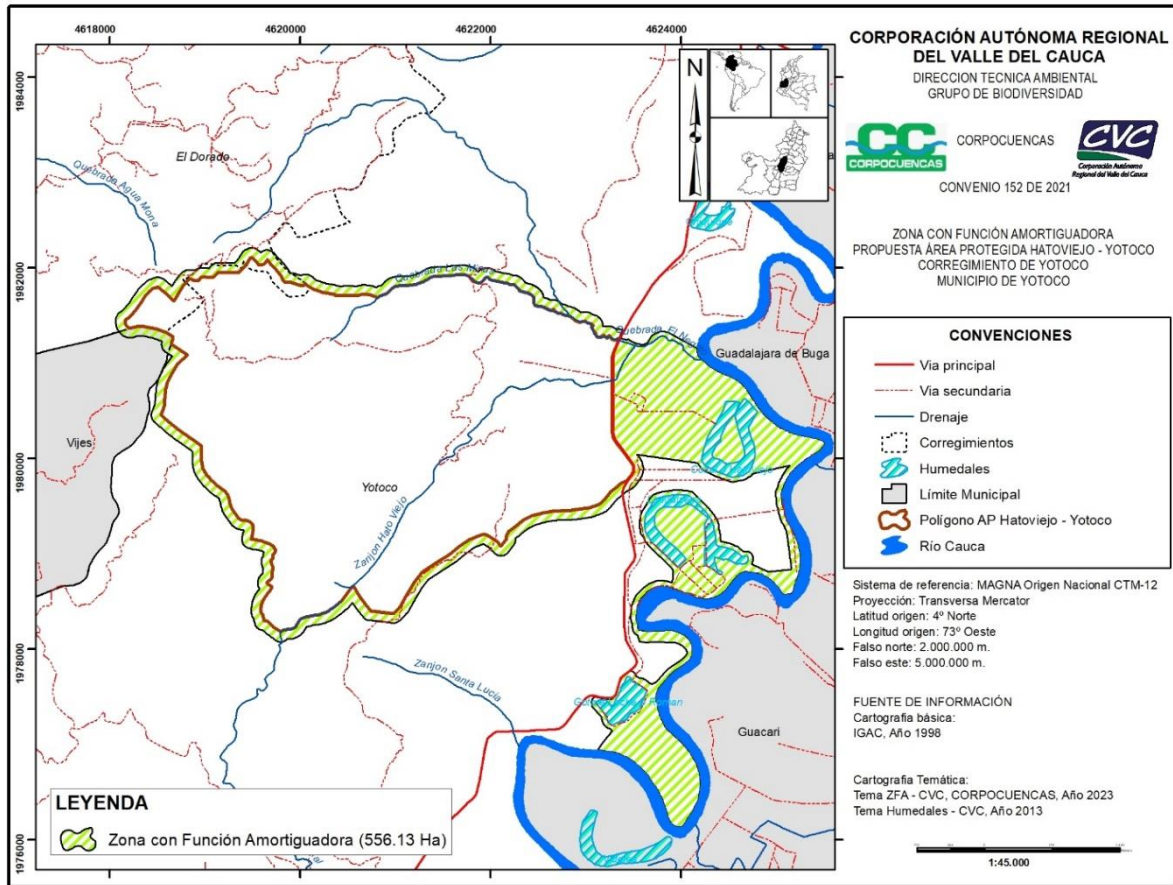 4618000
4620000
4622000
4624000
1984000
1982000
1980000
1978000
1976000
N
El Dorado
Quebrada Agua Mona
Quebrada Las Minas
Quebrada El Negrito
Guadalajara de Buga
Vijes
Yotoco
Zanjon Hato Viejo
Zanjon Santa Lucía
Roman
Guacari
LEYENDA
Zona con Función Amortiguadora (556.13 Ha)
CORPORACIÓN AUTÓNOMA REGIONAL
DEL VALLE DEL CAUCA
DIRECCION TECNICA AMBIENTAL
GRUPO DE BIODIVERSIDAD
CC
CORPOCUENCAS
CORPOCUENCAS
CVC
Corporación Autónoma
Regional del Valle del Cauca
CONVENIO 152 DE 2021
ZONA CON FUNCIÓN AMORTIGUADORA
PROPUESTA ÁREA PROTEGIDA HATOVIEJO - YOTOCO
CORREGIMIENTO DE YOTOCO
MUNICIPIO DE YOTOCO
CONVENCIONES
Via principal
Via secundaria
Drenaje
Corregimientos
Humedales
Límite Municipal
Polígono AP Hatoviejo - Yotoco
Río Cauca
Sistema de referencia: MAGNA Origen Nacional CTM-12
Proyección: Transversa Mercator
Latitud origen: 4º Norte
Longitud origen: 73º Oeste
Falso norte: 2.000.000 m.
Falso este: 5.000.000 m.
FUENTE DE INFORMACIÓN
Cartografía básica:
IGAC, Año 1998
Cartografía Temática:
Tema ZFA - CVC, CORPOCUENCAS, Año 2023
Tema Humedales - CVC, Año 2013
1:45.000